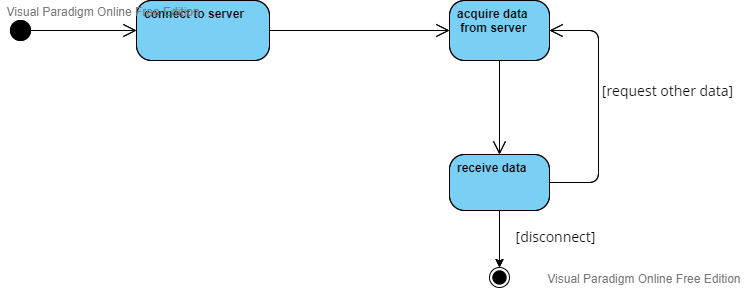 Visual Paradigm Online Free Edition
connect to server
acquire data
from server
[request other data]
receive data
[disconnect]
Visual Paradigm Online Free Edition